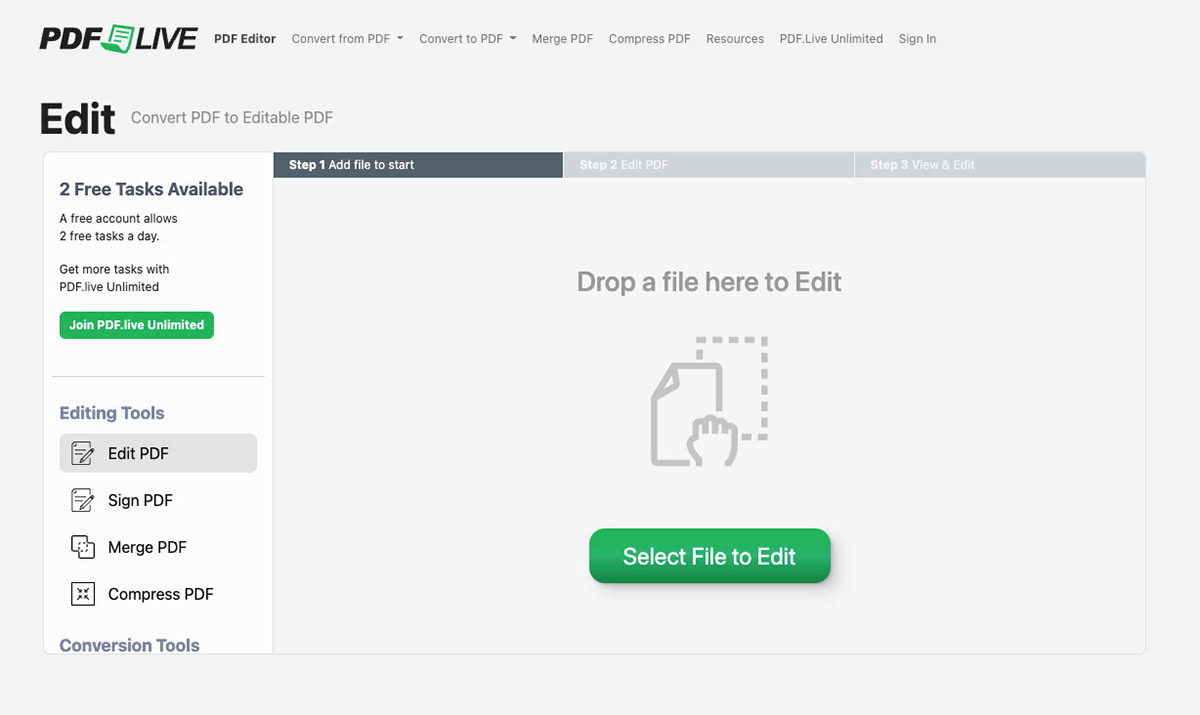 PDF LIVE
PDF Editor Convert from PDF Convert to PDF Merge PDF Compress PDF Resources PDF.Live Unlimited Sign In
Edit Convert PDF to Editable PDF
2 Free Tasks Available
A free account allows
2 free tasks a day.
Get more tasks with
PDF.live Unlimited
Join PDF.live Unlimited
Editing Tools
Edit PDF
Sign PDF
Merge PDF
Compress PDF
Conversion Tools
Step 1 Add file to start
Step 2 Edit PDF
Step 3 View & Edit
Drop a file here to Edit
Select File to Edit